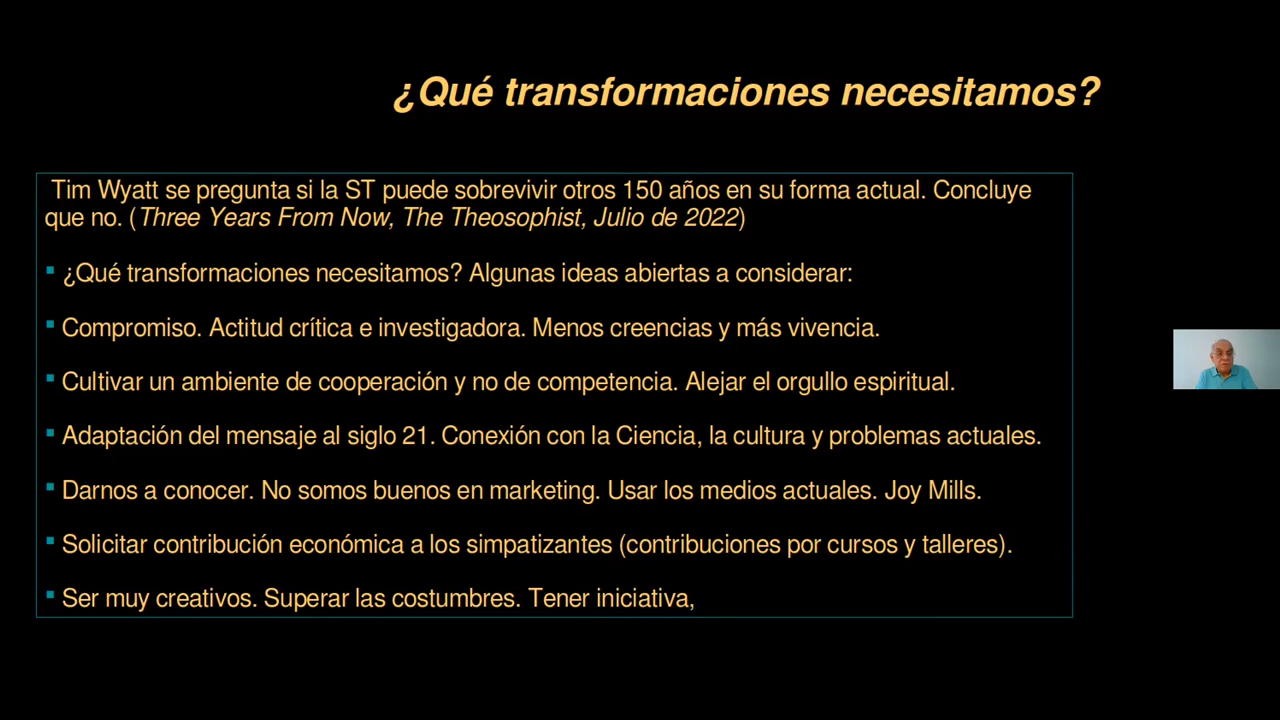 ¿Qué transformaciones necesitamos?
Tim Wyatt se pregunta si la ST puede sobrevivir otros 150 años en su forma actual. Concluye
que no. (Three Years From Now, The Theosophist, Julio de 2022)
▪ ¿Qué transformaciones necesitamos? Algunas ideas abiertas a considerar:
▪ Compromiso. Actitud crítica e investigadora. Menos creencias y más vivencia.
▪ Cultivar un ambiente de cooperación y no de competencia. Alejar el orgullo espiritual.
▪ Adaptación del mensaje al siglo 21. Conexión con la Ciencia, la cultura y problemas actuales.
▪ Darnos a conocer. No somos buenos en marketing. Usar los medios actuales. Joy Mills.
▪ Solicitar contribución económica a los simpatizantes (contribuciones por cursos y talleres).
▪ Ser muy creativos. Superar las costumbres. Tener iniciativa,